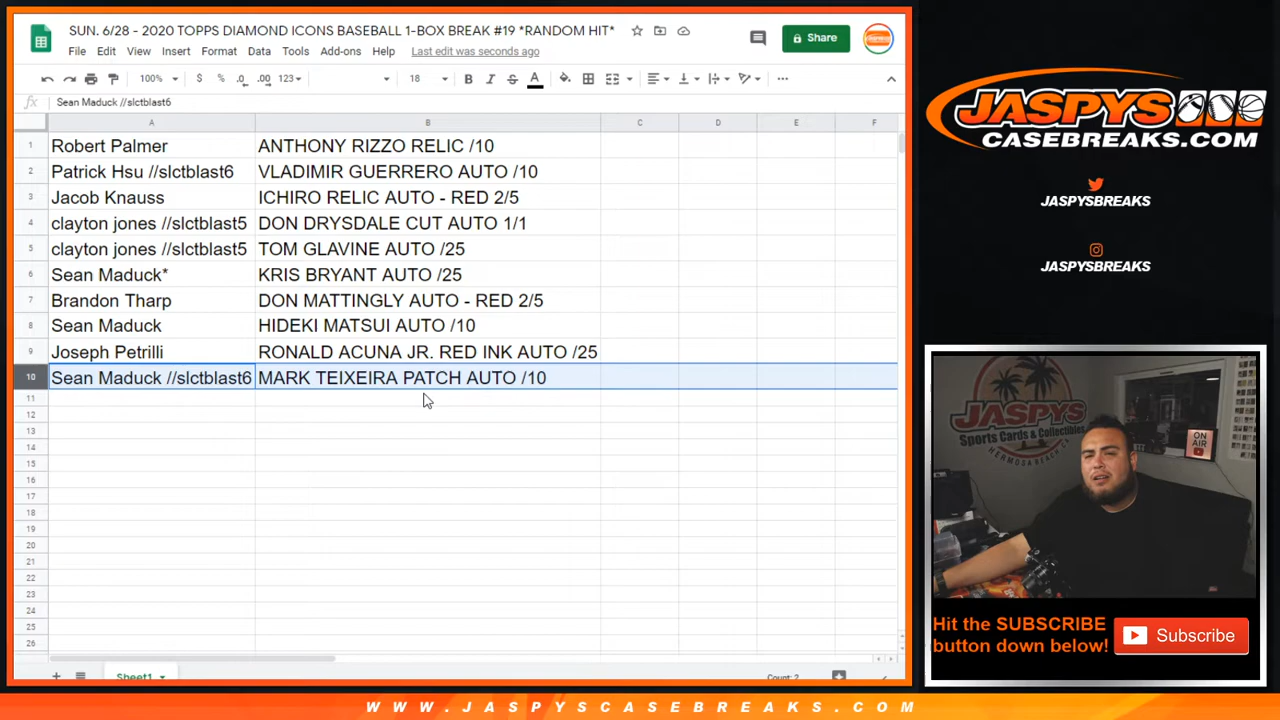 SUN. 6/28 - 2020 TOPPS DIAMOND ICONS BASEBALL 1-BOX BREAK #19 *RANDOM HIT*
File Edit View Insert Format Data Tools Add-ons Help Last edit was seconds ago
Share
100% $ % .0 .00 123 18 B I S A
fx Sean Maduck //slctblast6
A B C D E F
1 Robert Palmer ANTHONY RIZZO RELIC /10
2 Patrick Hsu //slctblast6 VLADIMIR GUERRERO AUTO /10
3 Jacob Knauss ICHIRO RELIC AUTO - RED 2/5
4 clayton jones //slctblast5 DON DRYSDALE CUT AUTO 1/1
5 clayton jones //slctblast5 TOM GLAVINE AUTO /25
6 Sean Maduck* KRIS BRYANT AUTO /25
7 Brandon Tharp DON MATTINGLY AUTO - RED 2/5
8 Sean Maduck HIDEKI MATSUI AUTO /10
9 Joseph Petrilli RONALD ACUNA JR. RED INK AUTO /25
10 Sean Maduck //slctblast6 MARK TEIXEIRA PATCH AUTO /10
11
12
13
14
15
16
17
18
19
20
21
22
23
24
25
26
Sheet1
Count: 2
JASPYS
CASEBREAKS.COM
JASPYSBREAKS
JASPYSBREAKS
JASPYS
Sports Cards & Collectibles
HERMOSA BEACH, CA
ON AIR
Hit the SUBSCRIBE
button down below!
Subscribe
WWW.JASPYSCASEBREAKS.COM